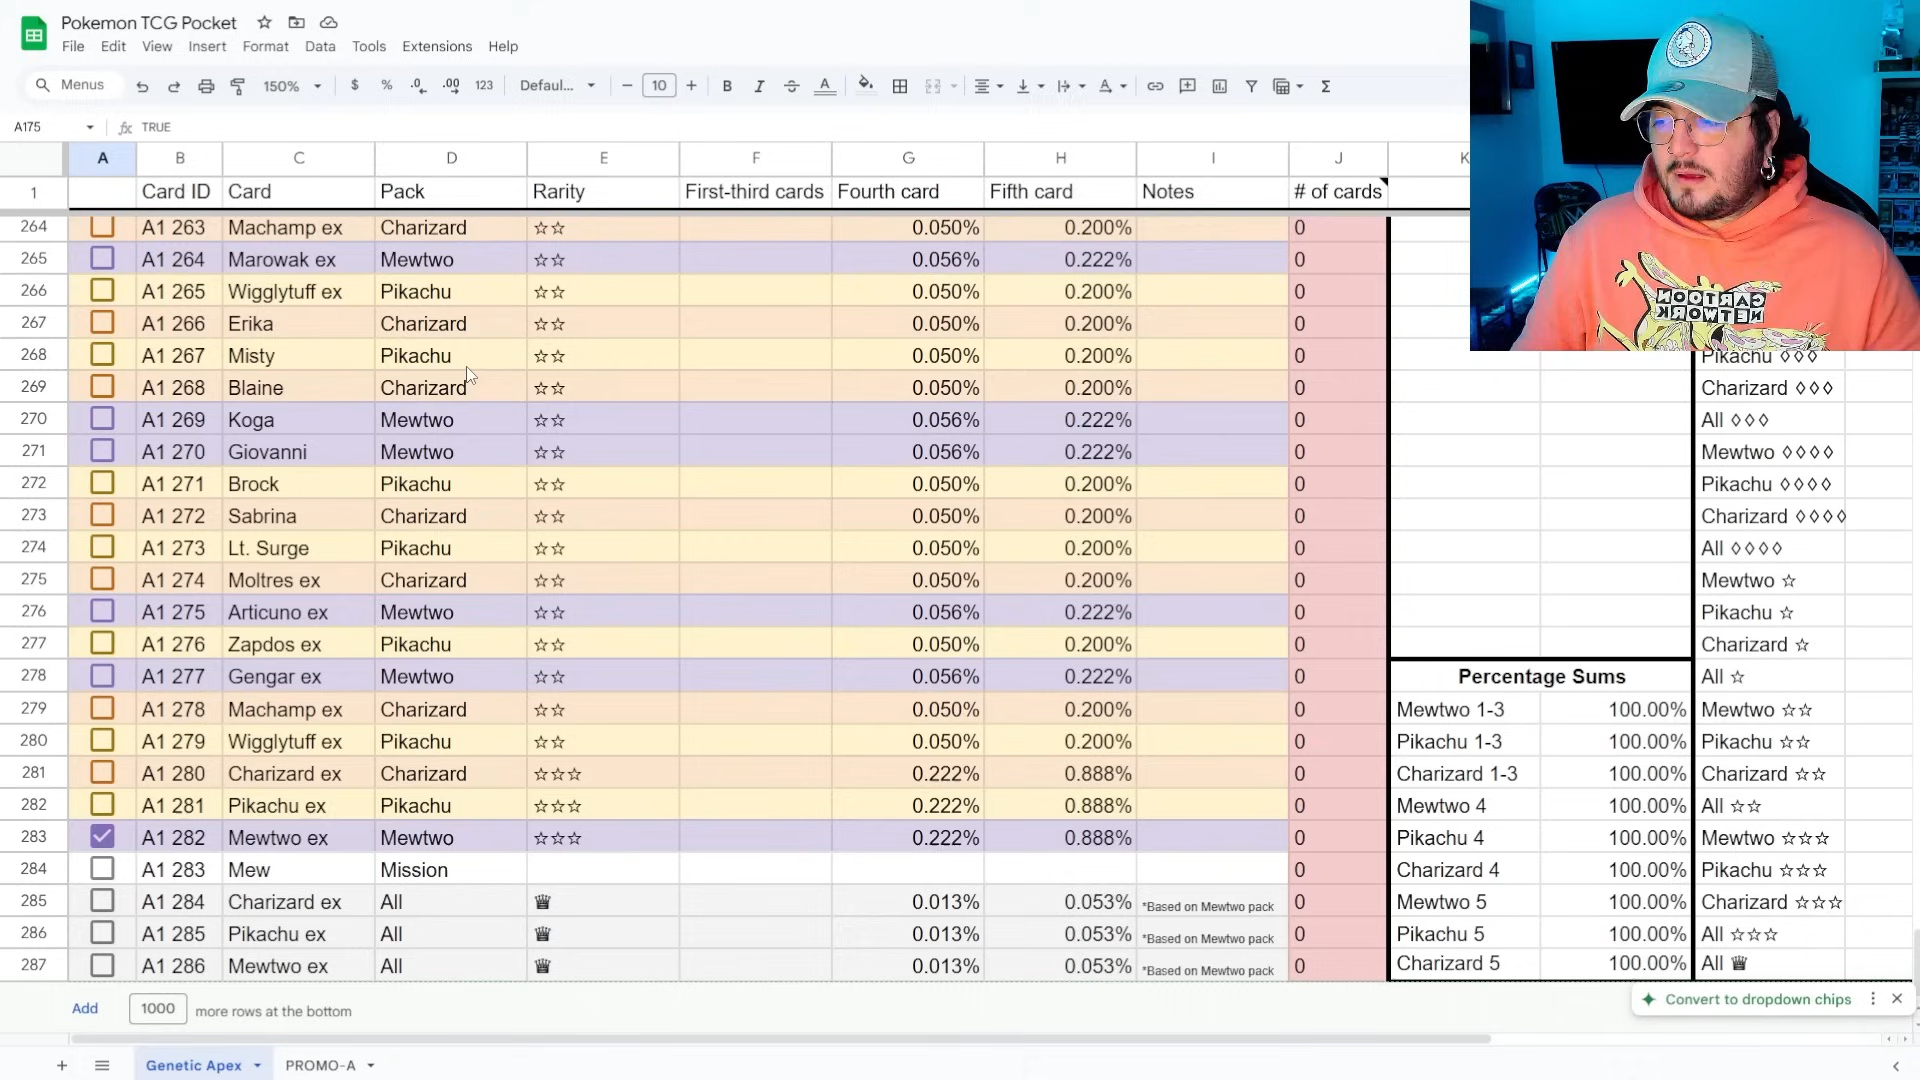 Pokemon TCG Pocket
File Edit View Insert Format Data Tools Extensions Help
Menus 150% $ % .0 .00 123 Defaul... − 10 + B I S A Σ
A175 fx TRUE
A B C D E F G H I J K
1 Card ID Card Pack Rarity First-third cards Fourth card Fifth card Notes # of cards
264 A1 263 Machamp ex Charizard ☆☆ 0.050% 0.200% 0
265 A1 264 Marowak ex Mewtwo ☆☆ 0.056% 0.222% 0
266 A1 265 Wigglytuff ex Pikachu ☆☆ 0.050% 0.200% 0
267 A1 266 Erika Charizard ☆☆ 0.050% 0.200% 0
268 A1 267 Misty Pikachu ☆☆ 0.050% 0.200% 0 Pikachu ◊◊◊
269 A1 268 Blaine Charizard ☆☆ 0.050% 0.200% 0 Charizard ◊◊◊
270 A1 269 Koga Mewtwo ☆☆ 0.056% 0.222% 0 All ◊◊◊
271 A1 270 Giovanni Mewtwo ☆☆ 0.056% 0.222% 0 Mewtwo ◊◊◊◊
272 A1 271 Brock Pikachu ☆☆ 0.050% 0.200% 0 Pikachu ◊◊◊◊
273 A1 272 Sabrina Charizard ☆☆ 0.050% 0.200% 0 Charizard ◊◊◊◊
274 A1 273 Lt. Surge Pikachu ☆☆ 0.050% 0.200% 0 All ◊◊◊◊
275 A1 274 Moltres ex Charizard ☆☆ 0.050% 0.200% 0 Mewtwo ☆
276 A1 275 Articuno ex Mewtwo ☆☆ 0.056% 0.222% 0 Pikachu ☆
277 A1 276 Zapdos ex Pikachu ☆☆ 0.050% 0.200% 0 Charizard ☆
278 A1 277 Gengar ex Mewtwo ☆☆ 0.056% 0.222% 0 Percentage Sums All ☆
279 A1 278 Machamp ex Charizard ☆☆ 0.050% 0.200% 0 Mewtwo 1-3 100.00% Mewtwo ☆☆
280 A1 279 Wigglytuff ex Pikachu ☆☆ 0.050% 0.200% 0 Pikachu 1-3 100.00% Pikachu ☆☆
281 A1 280 Charizard ex Charizard ☆☆☆ 0.222% 0.888% 0 Charizard 1-3 100.00% Charizard ☆☆
282 A1 281 Pikachu ex Pikachu ☆☆☆ 0.222% 0.888% 0 Mewtwo 4 100.00% All ☆☆
283 A1 282 Mewtwo ex Mewtwo ☆☆☆ 0.222% 0.888% 0 Pikachu 4 100.00% Mewtwo ☆☆☆
284 A1 283 Mew Mission 0 Charizard 4 100.00% Pikachu ☆☆☆
285 A1 284 Charizard ex All ♛ 0.013% 0.053% *Based on Mewtwo pack 0 Mewtwo 5 100.00% Charizard ☆☆☆
286 A1 285 Pikachu ex All ♛ 0.013% 0.053% *Based on Mewtwo pack 0 Pikachu 5 100.00% All ☆☆☆
287 A1 286 Mewtwo ex All ♛ 0.013% 0.053% *Based on Mewtwo pack 0 Charizard 5 100.00% All ♛
Add 1000 more rows at the bottom
Convert to dropdown chips
Genetic Apex PROMO-A
CARTOON
NETWORK